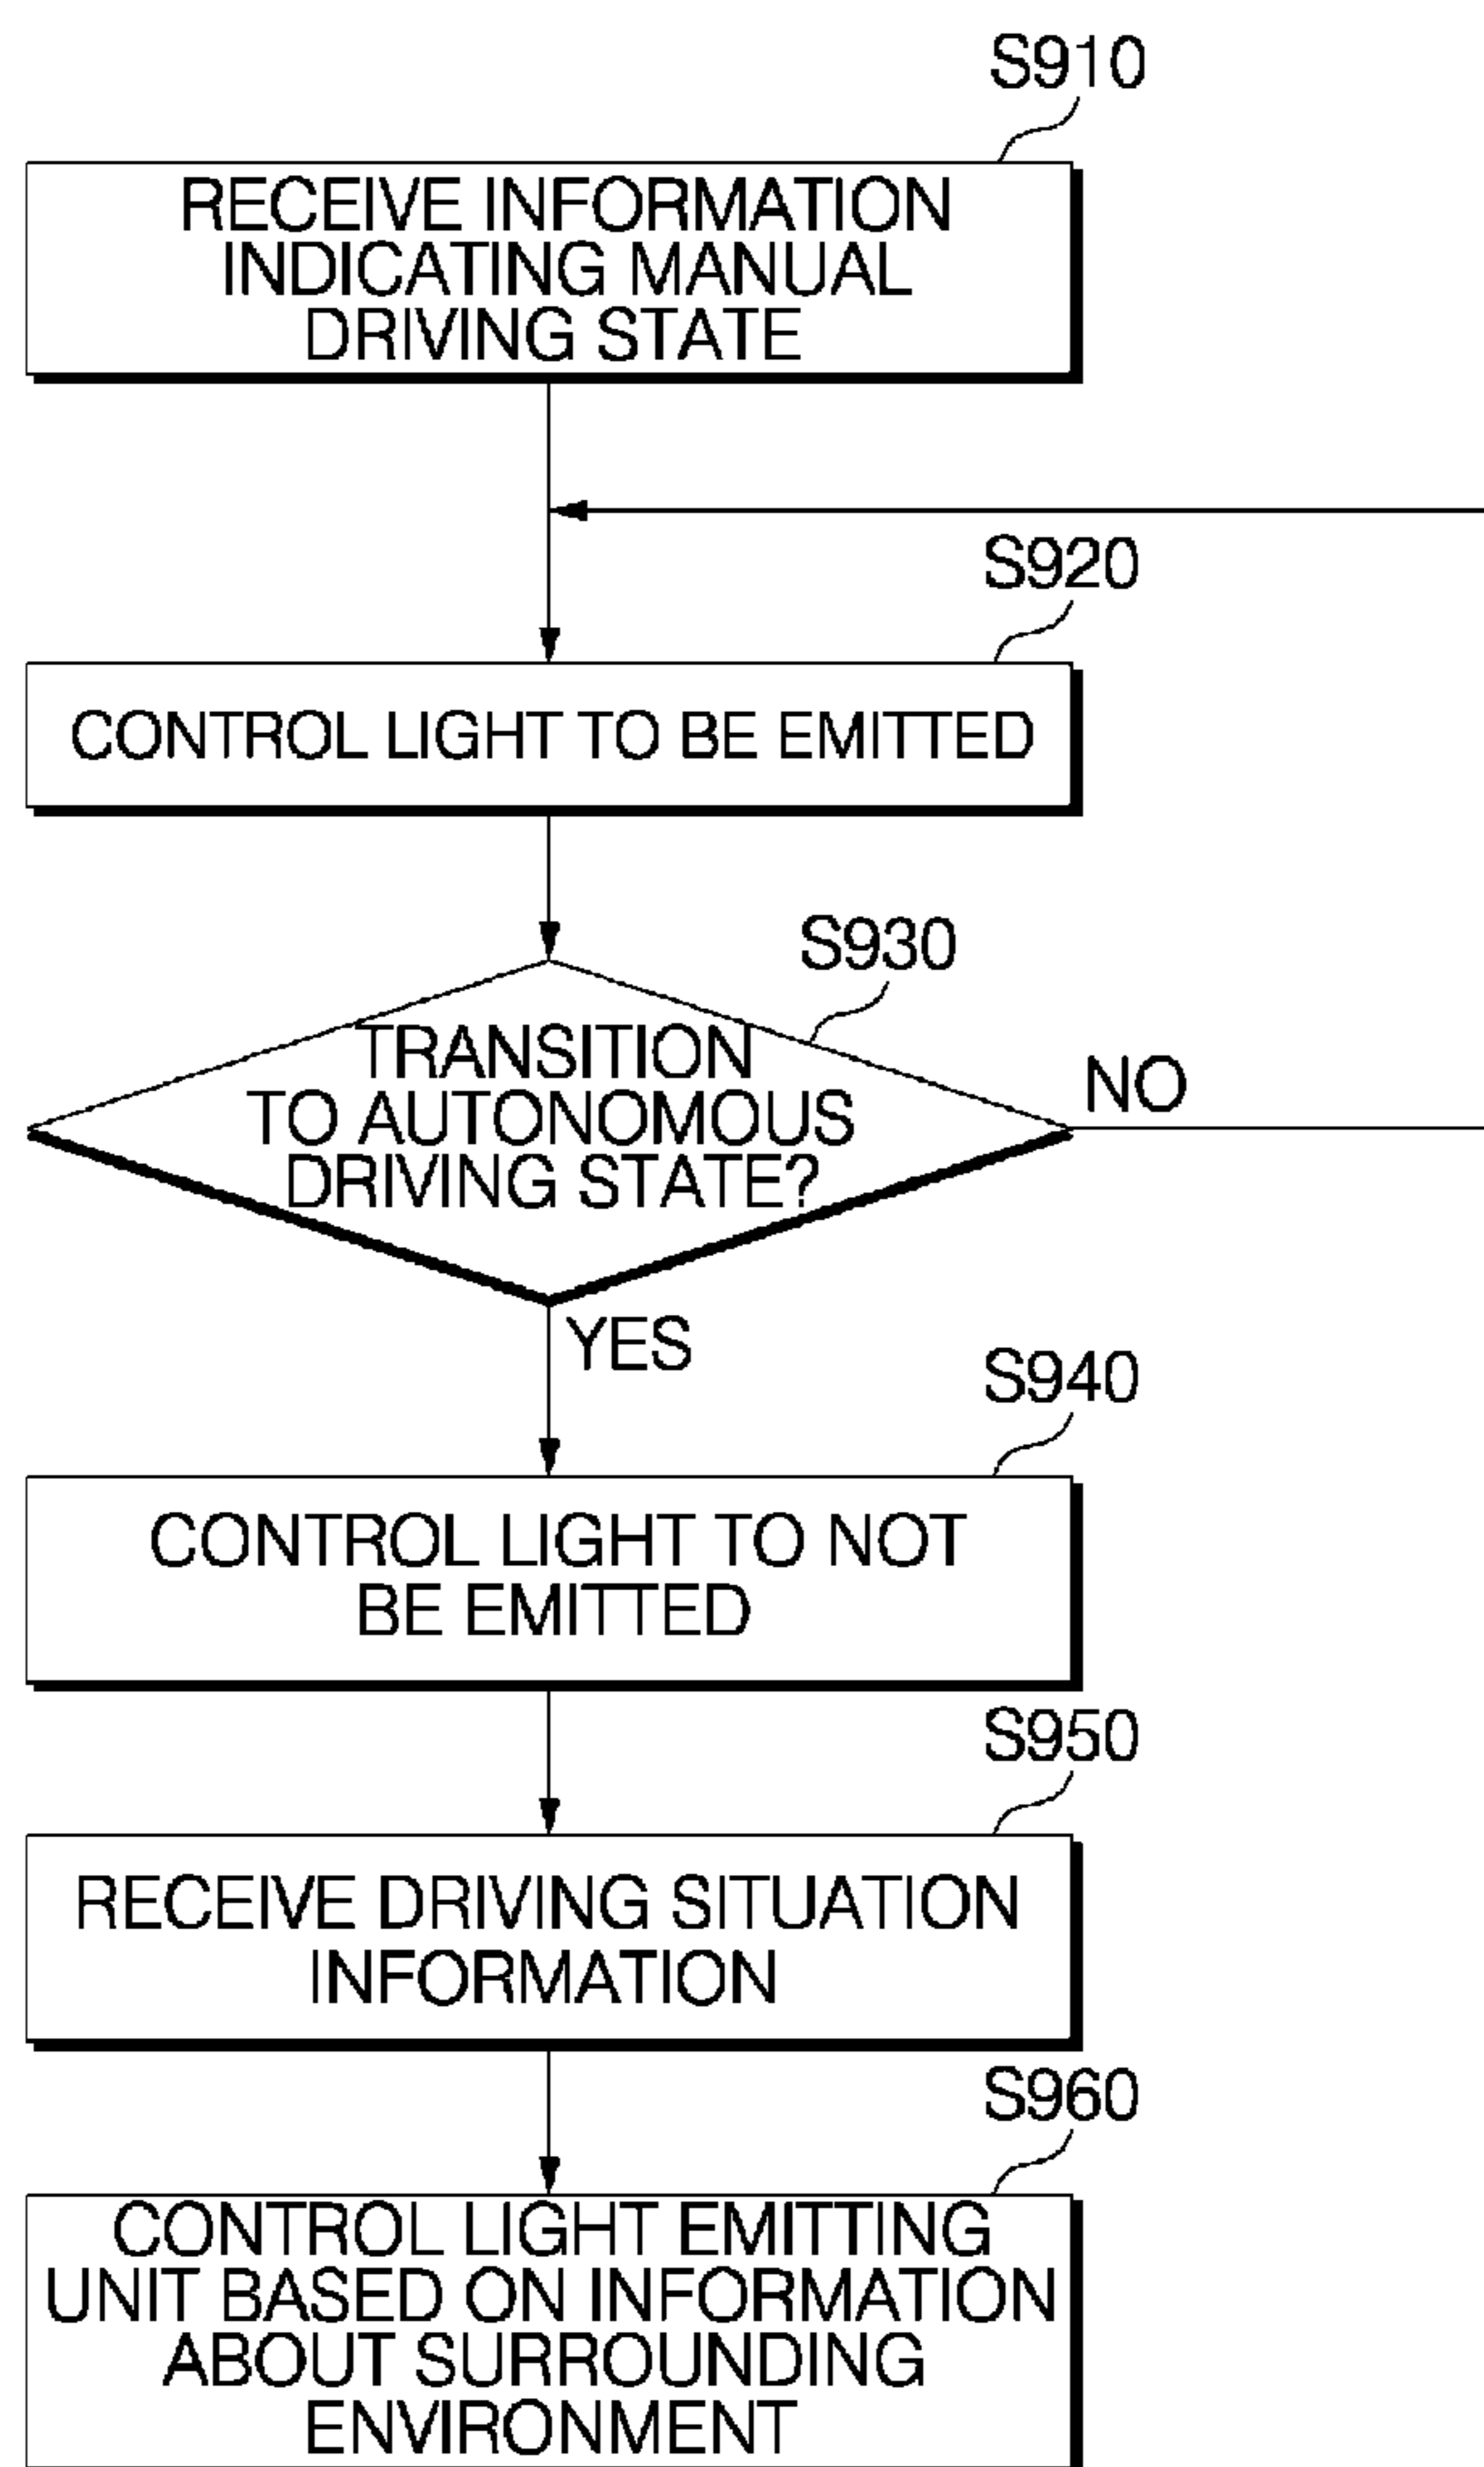 S910
RECEIVE INFORMATION
INDICATING MANUAL
DRIVING STATE
S920
CONTROL LIGHT TO BE EMITTED
S930
TRANSITION
TO AUTONOMOUS
DRIVING STATE?
NO
YES
S940
CONTROL LIGHT TO NOT
BE EMITTED
S950
RECEIVE DRIVING SITUATION
INFORMATION
S960
CONTROL LIGHT EMITTING
UNIT BASED ON INFORMATION
ABOUT SURROUNDING
ENVIRONMENT